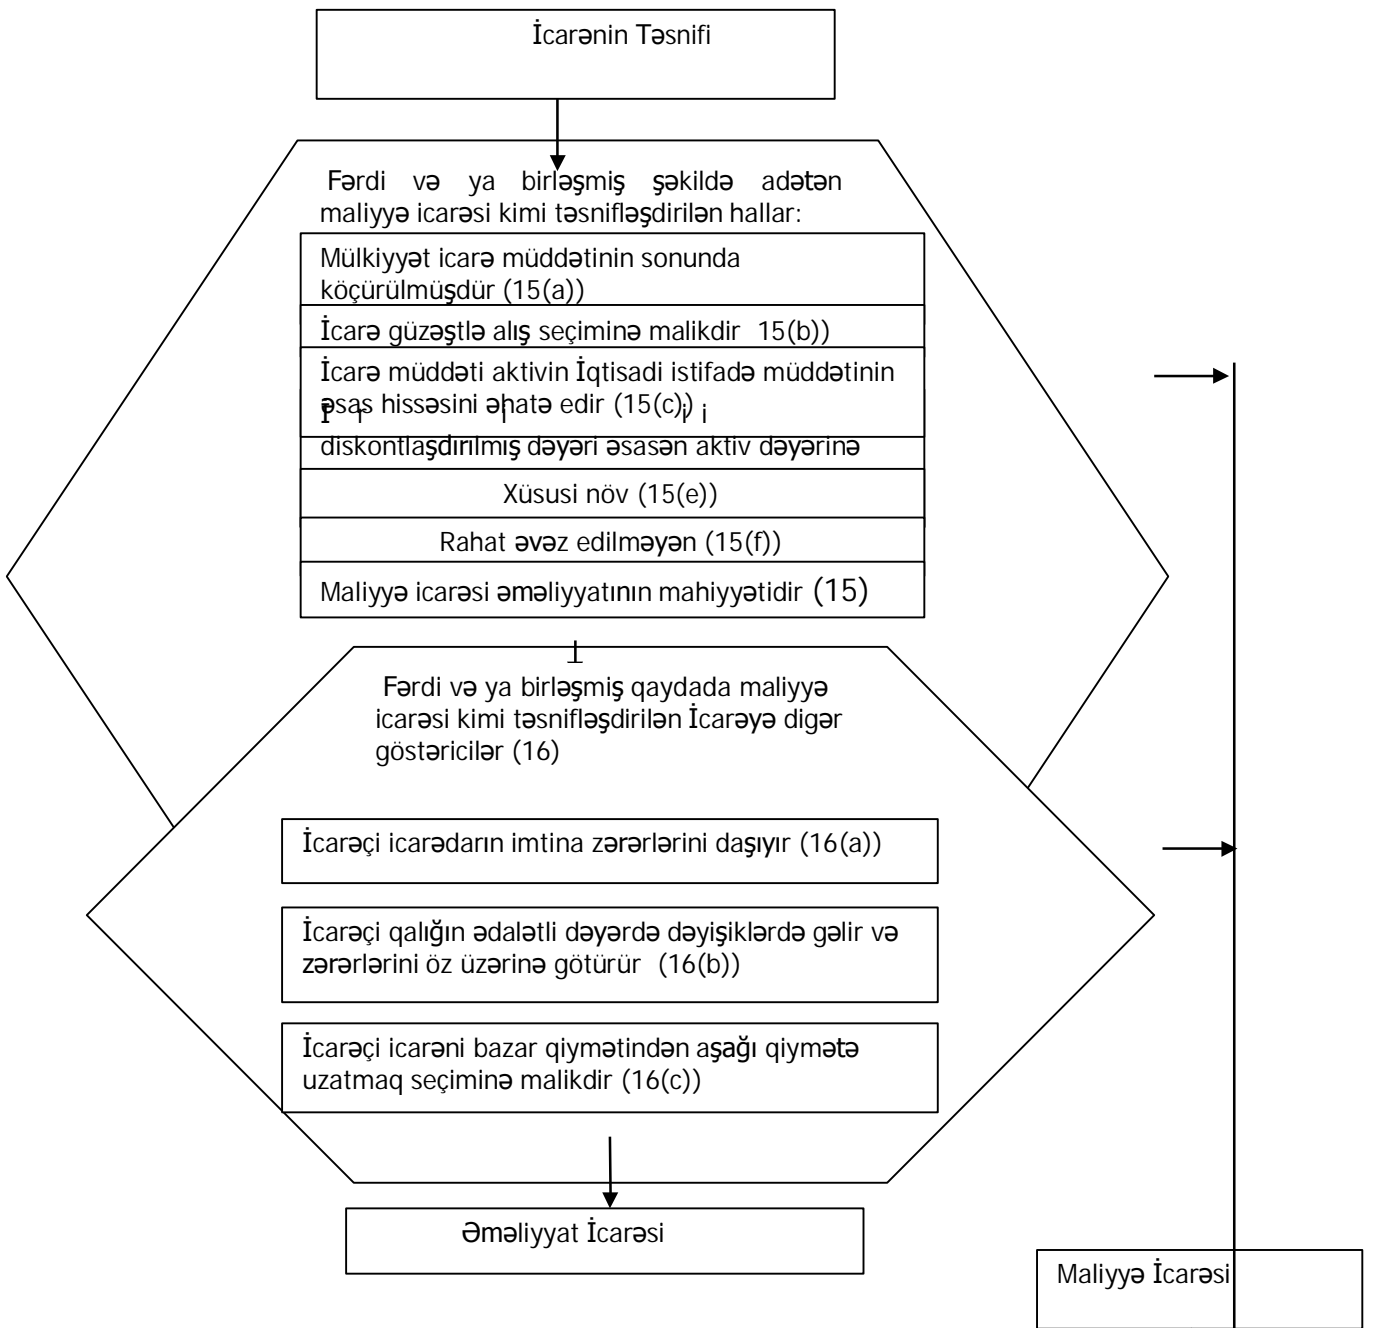 İcarənin Təsnifi
Fərdi və ya birləşmiş şəkildə adətən
maliyyə icarəsi kimi təsnifləşdirilən hallar:
Mülkiyyət icarə müddətinin sonunda
köçürülmüşdür (15(a))
İcarə güzəştlə alış seçiminə malikdir 15(b))
İcarə müddəti aktivin İqtisadi istifadə müddətinin
əsas hissəsini əhatə edir (15(c))
diskontlaşdırılmış dəyəri əsasən aktiv dəyərinə
Xüsusi növ (15(e))
Rahat əvəz edilməyən (15(f))
Maliyyə icarəsi əməliyyatının mahiyyətidir (15)
Fərdi və ya birləşmiş qaydada maliyyə
icarəsi kimi təsnifləşdirilən İcarəyə digər
göstəricilər (16)
İcarəçi icarədarın imtina zərərlərini daşıyır (16(a))
İcarəçi qalığın ədalətli dəyərdə dəyişiklərdə gəlir və
zərərlərini öz üzərinə götürür (16(b))
İcarəçi icarəni bazar qiymətindən aşağı qiymətə
uzatmaq seçiminə malikdir (16(c))
Əməliyyat İcarəsi
Maliyyə İcarəsi